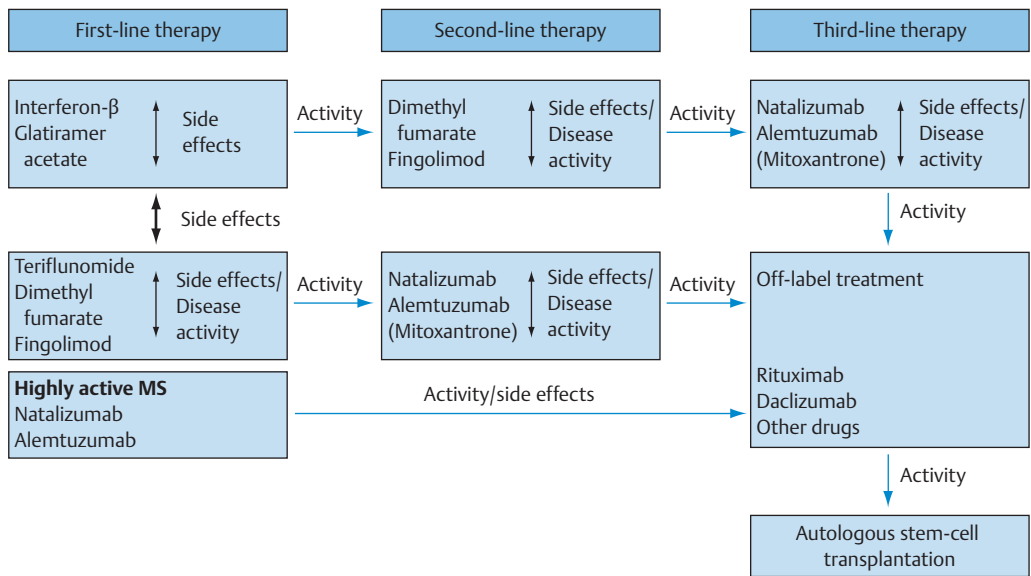 First-line therapy
Second-line therapy
Third-line therapy
Interferon-β
Glatiramer
acetate
Side
effects
Activity
Dimethyl
fumarate
Fingolimod
Side effects/
Disease
activity
Activity
Natalizumab
Alemtuzumab
(Mitoxantrone)
Side effects/
Disease
activity
Side effects
Activity
Teriflunomide
Dimethyl
fumarate
Fingolimod
Side effects/
Disease
activity
Activity
Natalizumab
Alemtuzumab
(Mitoxantrone)
Side effects/
Disease
activity
Activity
Off-label treatment
Rituximab
Daclizumab
Other drugs
Highly active MS
Natalizumab
Alemtuzumab
Activity/side effects
Activity
Autologous stem-cell
transplantation